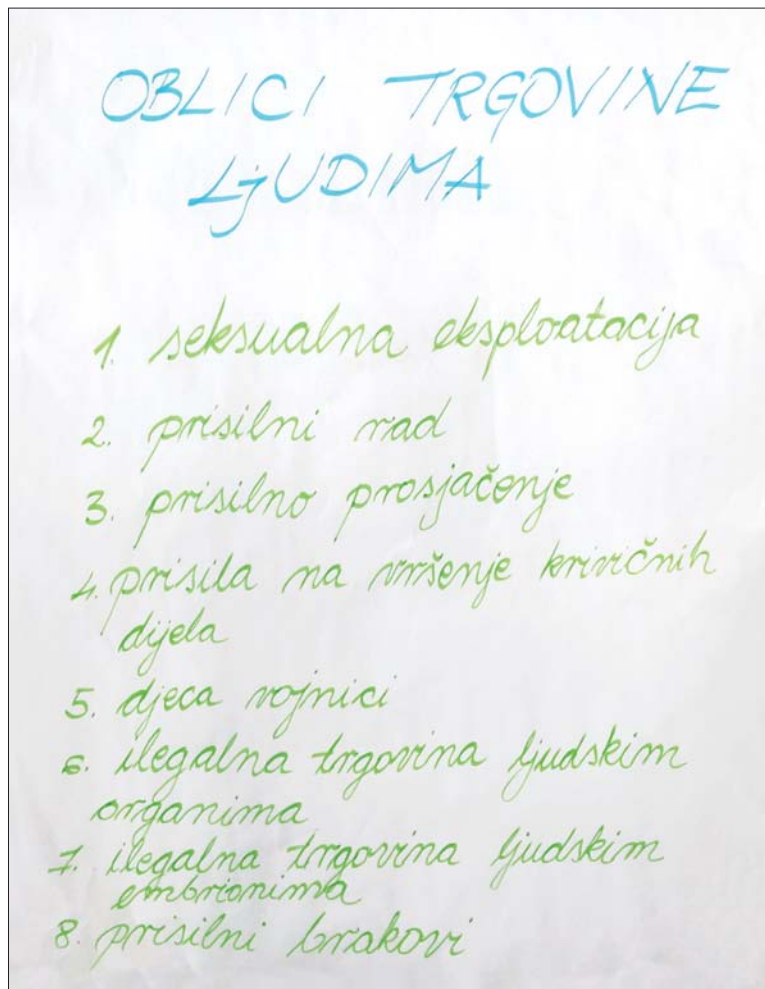 OBLICI TRGOVINE
LjUDIMA
1. seksualna eksploatacija
2. prisilni rad
3. prisilno prosjačenje
4. prisila na vršenje krivičnih
dijela
5. djeca vojnici
6. ilegalna trgovina ljudskim
organima
7. ilegalna trgovina ljudskim
embrionima
8. prisilni brakovi